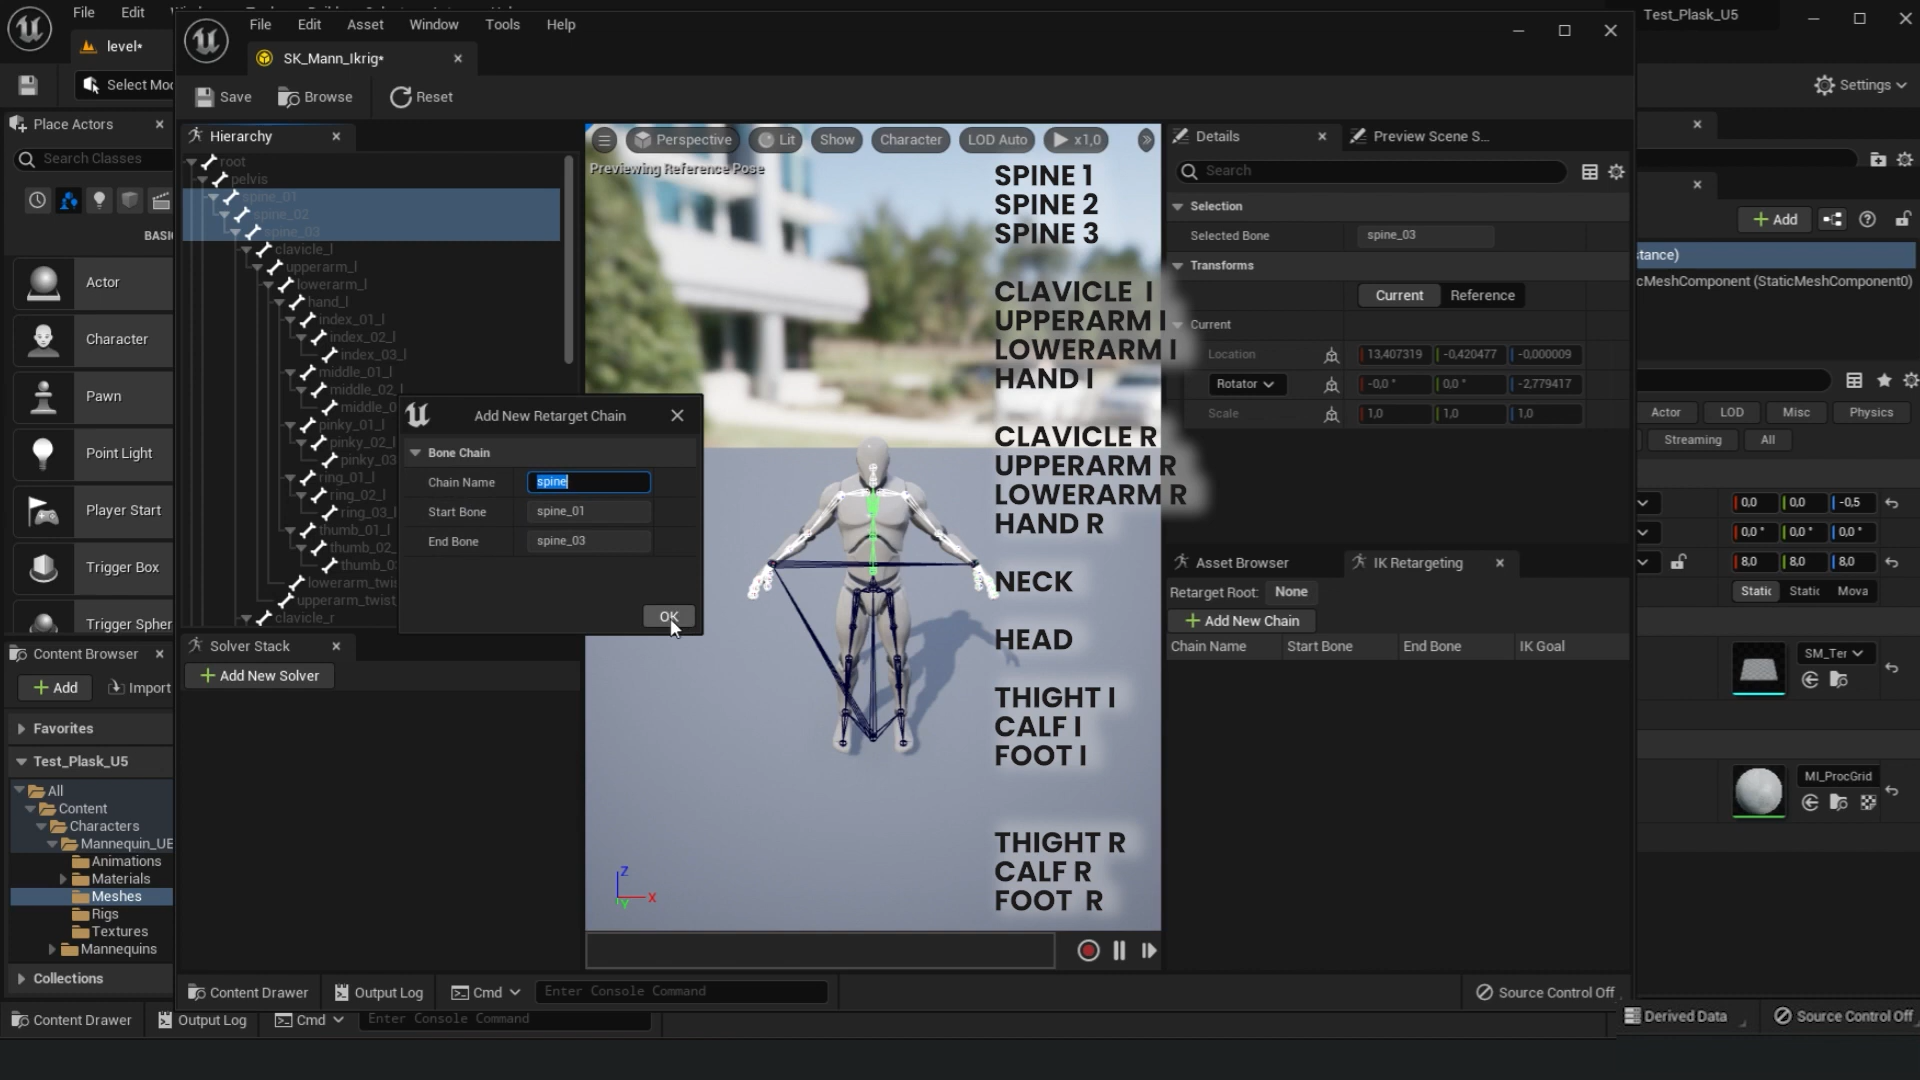 File
Edit
Test_Plask_U5
File
Edit
Asset
Window
Tools
Help
level*
SK_Mann_Ikrig*
Select Mod
Save
Browse
Reset
Settings
Place Actors
Search Classes
BASIC
Actor
Character
Pawn
Point Light
Player Start
Trigger Box
Trigger Spher
Hierarchy
root
pelvis
spine_01
spine_02
spine_03
clavicle_l
upperarm_l
lowerarm_l
hand_l
index_01_l
index_02_l
index_03_l
middle_01_l
middle_02_l
middle_0
pinky_01_l
pinky_02_l
pinky_03
ring_01_l
ring_02_l
ring_03_l
thumb_01_l
thumb_02_
thumb_0
lowerarm_twis
upperarm_twist
clavicle_r
Solver Stack
Add New Solver
Add New Retarget Chain
Bone Chain
Chain Name
spine
Start Bone
spine_01
End Bone
spine_03
OK
Perspective
Lit
Show
Character
LOD Auto
x1,0
Previewing Reference Pose
SPINE 1
SPINE 2
SPINE 3
CLAVICLE l
UPPERARM l
LOWERARM l
HAND l
CLAVICLE R
UPPERARM R
LOWERARM R
HAND R
NECK
HEAD
THIGHT l
CALF l
FOOT l
THIGHT R
CALF R
FOOT R
Z
X
Y
Details
Preview Scene S...
Search
Selection
Selected Bone
spine_03
Transforms
Current
Reference
Current
Location
13,407319
-0,420477
-0,000009
Rotator
-0,0 °
0,0 °
-2,779417
Scale
1,0
1,0
1,0
Asset Browser
IK Retargeting
Retarget Root:
None
Add New Chain
Chain Name
Start Bone
End Bone
IK Goal
Add
stance)
cMeshComponent (StaticMeshComponent0)
Actor
LOD
Misc
Physics
Streaming
All
0,0
0,0
-0,5
0,0 °
0,0 °
0,0 °
8,0
8,0
8,0
Static
Static
Mova
SM_Ter
MI_ProcGrid
Content Browser
Add
Import
Favorites
Test_Plask_U5
All
Content
Characters
Mannequin_UE
Animations
Materials
Meshes
Rigs
Textures
Mannequins
Collections
Content Drawer
Output Log
Cmd
Enter Console Command
Source Control Off
Content Drawer
Output Log
Cmd
Enter Console Command
Derived Data
Source Control Off